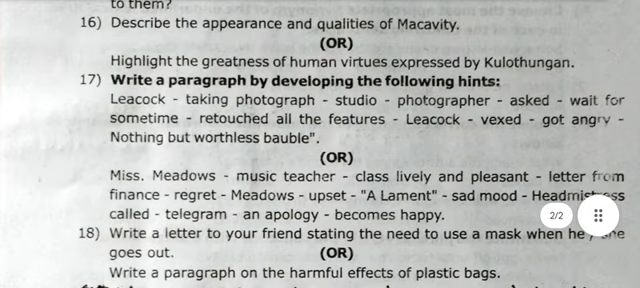 to them?
16) Describe the appearance and qualities of Macavity.
(OR)
Highlight the greatness of human virtues expressed by Kulothungan.
17) Write a paragraph by developing the following hints:
Leacock - taking photograph - studio - photographer - asked - wait for
sometime - retouched all the features - Leacock - vexed - got angry -
Nothing but worthless bauble".
(OR)
Miss. Meadows - music teacher - class lively and pleasant - letter from
finance - regret - Meadows - upset - "A Lament" - sad mood - Headmistress
called - telegram - an apology - becomes happy.
2/2
18) Write a letter to your friend stating the need to use a mask when he / she
goes out. (OR)
Write a paragraph on the harmful effects of plastic bags.